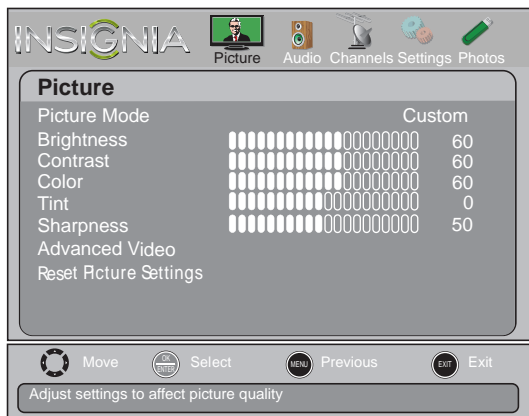 INSIGNIA
Picture Audio Channels Settings Photos
Picture
Picture Mode Custom
Brightness 60
Contrast 60
Color 60
Tint 0
Sharpness 50
Advanced Video
Reset Picture Settings
Move OK ENTER Select MENU Previous EXIT Exit
Adjust settings to affect picture quality